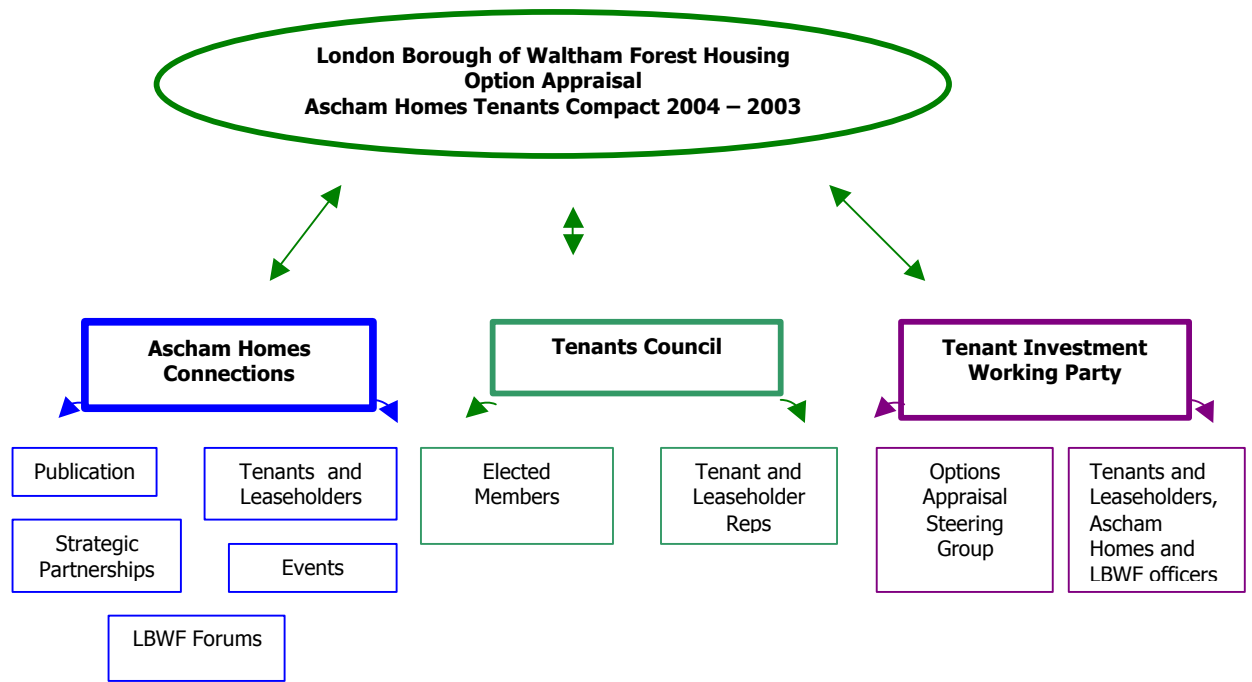 London Borough of Waltham Forest Housing
Option Appraisal
Ascham Homes Tenants Compact 2004 – 2003
Ascham Homes
Connections
Tenants Council
Tenant Investment
Working Party
Publication
Tenants and
Leaseholders
Strategic
Partnerships
Events
LBWF Forums
Elected
Members
Tenant and
Leaseholder
Reps
Options
Appraisal
Steering
Group
Tenants and
Leaseholders,
Ascham
Homes and
LBWF officers